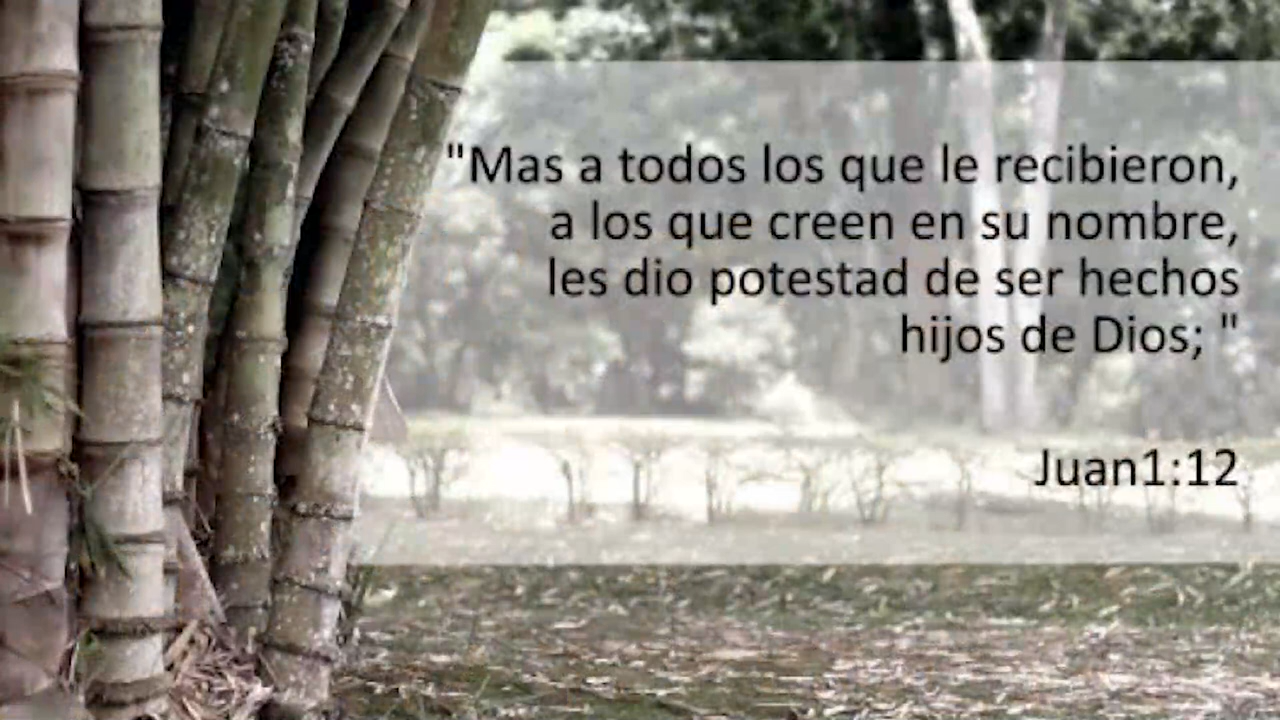 "Mas a todos los que le recibieron,
a los que creen en su nombre,
les dio potestad de ser hechos
hijos de Dios; "
Juan1:12